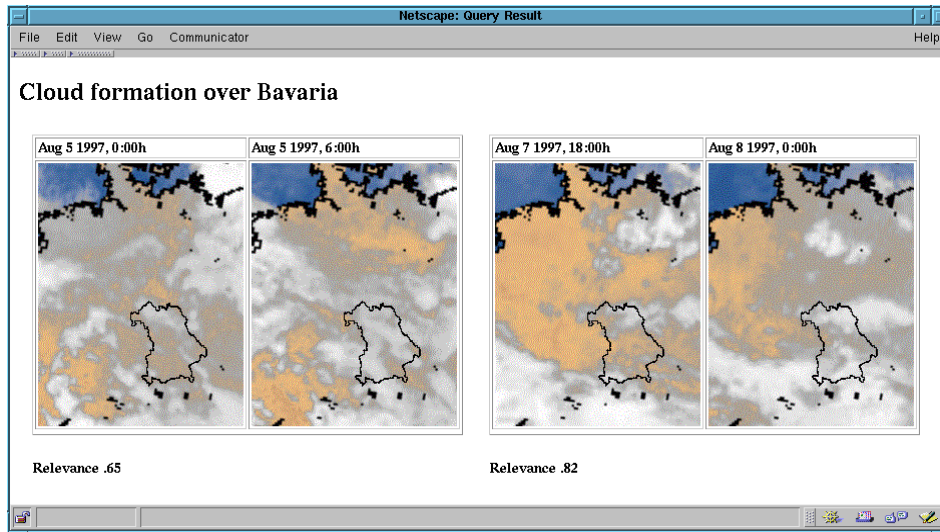 Netscape: Query Result
File Edit View Go Communicator Help
Cloud formation over Bavaria
Aug 5 1997, 0:00h Aug 5 1997, 6:00h Aug 7 1997, 18:00h Aug 8 1997, 0:00h
Relevance .65 Relevance .82